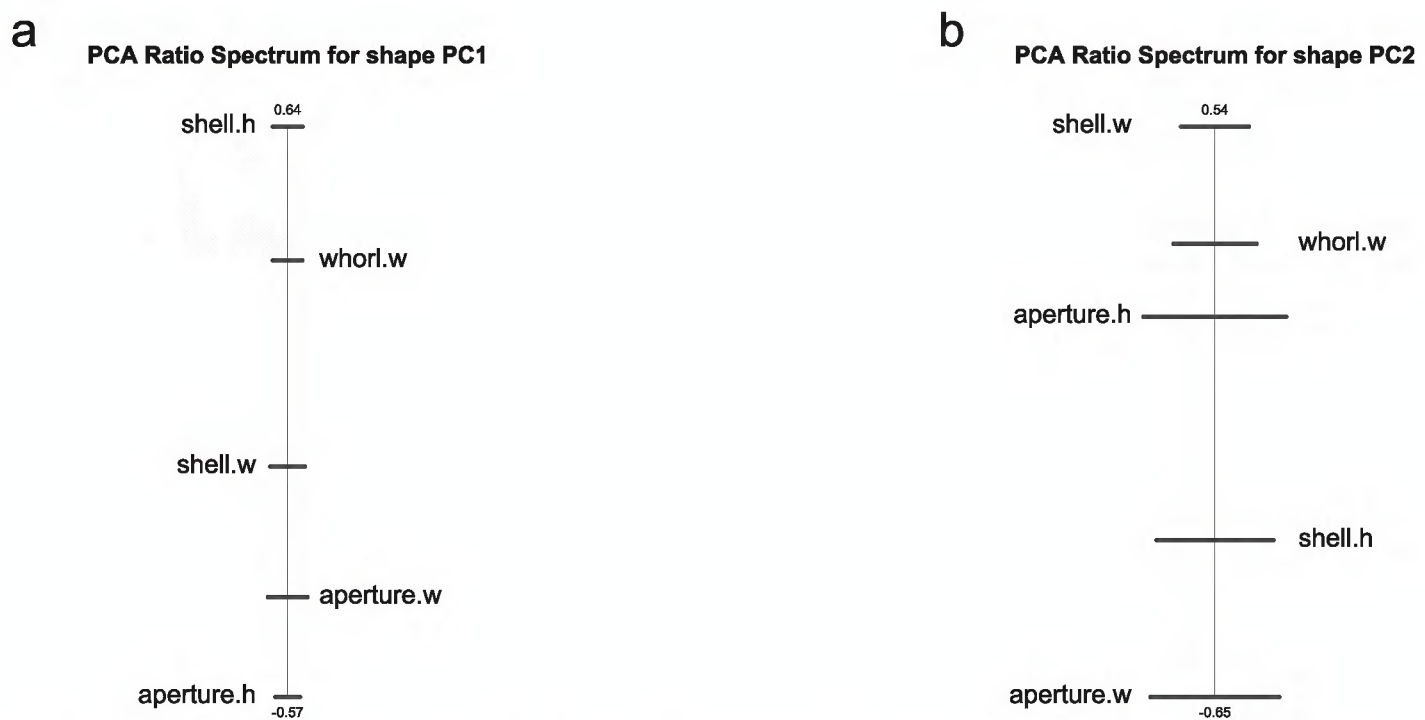 a
PCA Ratio Spectrum for shape PC1
0.64
shell.h
whorl.w
shell.w
aperture.w
aperture.h
-0.57
b
PCA Ratio Spectrum for shape PC2
0.54
shell.w
whorl.w
aperture.h
shell.h
aperture.w
-0.65